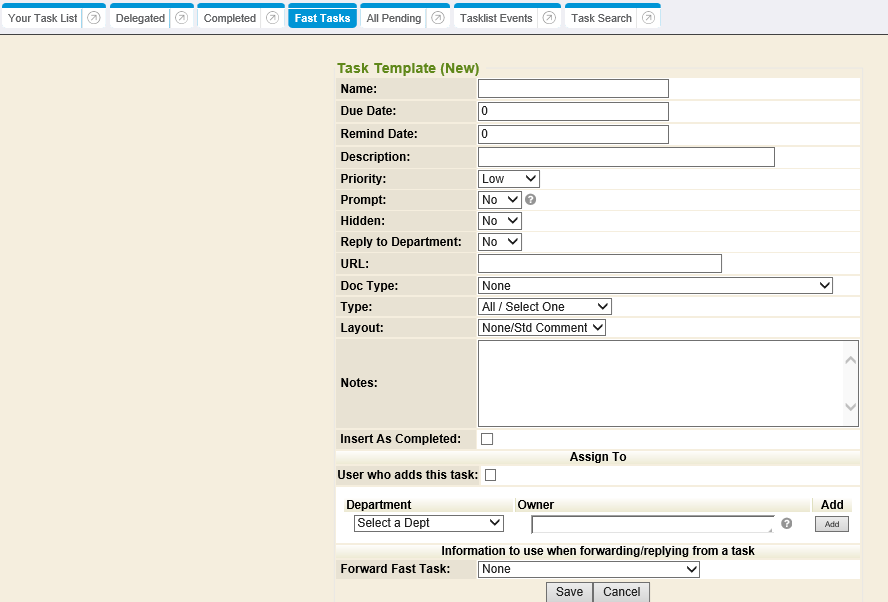 Your Task List Delegated Completed Fast Tasks All Pending Tasklist Events Task Search
Task Template (New)
Name:
Due Date: 0
Remind Date: 0
Description:
Priority: Low
Prompt: No ?
Hidden: No
Reply to Department: No
URL:
Doc Type: None
Type: All / Select One
Layout: None/Std Comment
Notes:
Insert As Completed:
Assign To
User who adds this task:
Department Owner Add
Select a Dept ? Add
Information to use when forwarding/replying from a task
Forward Fast Task: None
Save Cancel